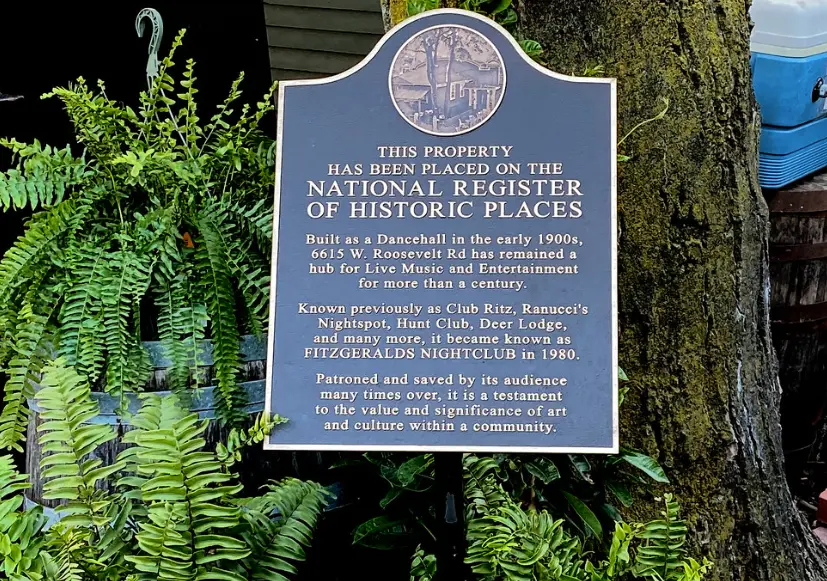 THIS PROPERTY
HAS BEEN PLACED ON THE
NATIONAL REGISTER
OF HISTORIC PLACES
Built as a Dancehall in the early 1900s,
6615 W. Roosevelt Rd has remained a
hub for Live Music and Entertainment
for more than a century.
Known previously as Club Ritz, Ranucci's
Nightspot, Hunt Club, Deer Lodge,
and many more, it became known as
FITZGERALDS NIGHTCLUB in 1980.
Patroned and saved by its audience
many times over, it is a testament
to the value and significance of art
and culture within a community.